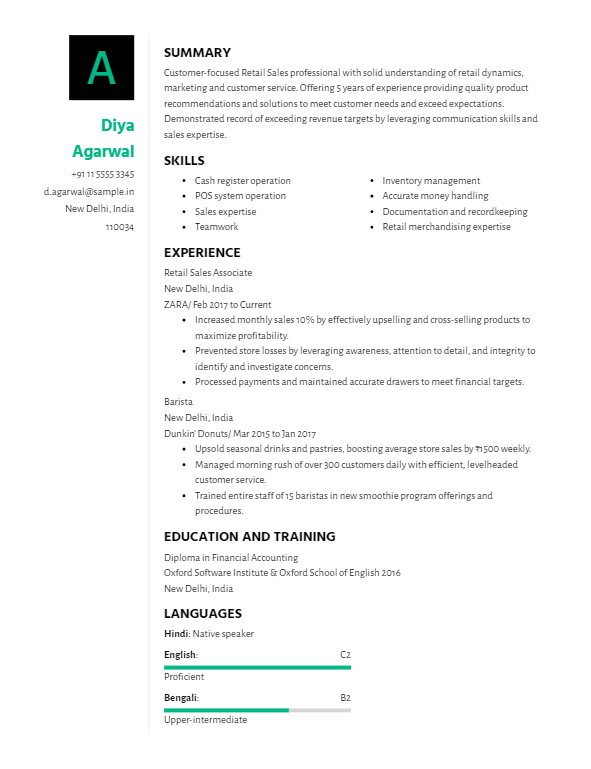 A
Diya
Agarwal
+91 11 5555 3345
d.agarwal@sample.in
New Delhi, India
110034
SUMMARY
Customer-focused Retail Sales professional with solid understanding of retail dynamics,
marketing and customer service. Offering 5 years of experience providing quality product
recommendations and solutions to meet customer needs and exceed expectations.
Demonstrated record of exceeding revenue targets by leveraging communication skills and
sales expertise.
SKILLS
• Cash register operation
• POS system operation
• Sales expertise
• Teamwork
• Inventory management
• Accurate money handling
• Documentation and recordkeeping
• Retail merchandising expertise
EXPERIENCE
Retail Sales Associate
New Delhi, India
ZARA/ Feb 2017 to Current
• Increased monthly sales 10% by effectively upselling and cross-selling products to
maximize profitability.
• Prevented store losses by leveraging awareness, attention to detail, and integrity to
identify and investigate concerns.
• Processed payments and maintained accurate drawers to meet financial targets.
Barista
New Delhi, India
Dunkin' Donuts/ Mar 2015 to Jan 2017
• Upsold seasonal drinks and pastries, boosting average store sales by ₹1500 weekly.
• Managed morning rush of over 300 customers daily with efficient, levelheaded
customer service.
• Trained entire staff of 15 baristas in new smoothie program offerings and
procedures.
EDUCATION AND TRAINING
Diploma in Financial Accounting
Oxford Software Institute & Oxford School of English 2016
New Delhi, India
LANGUAGES
Hindi: Native speaker
English: C2
Proficient
Bengali: B2
Upper-intermediate